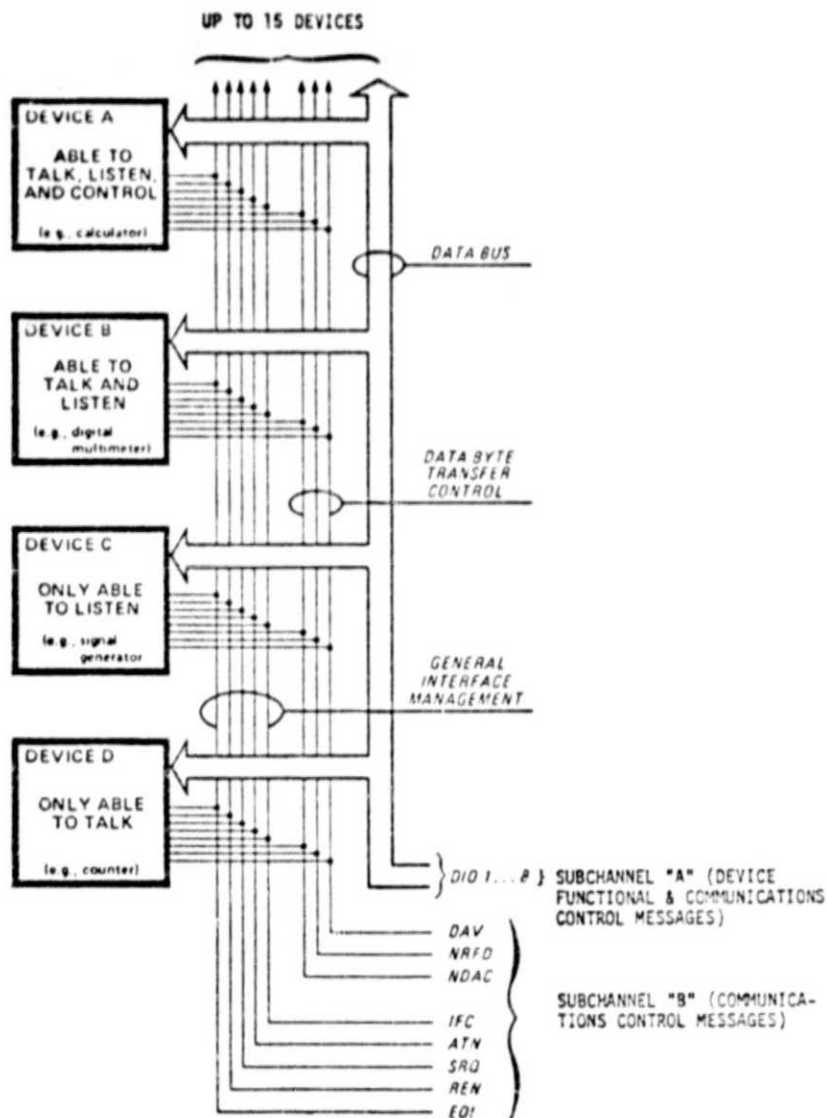 UP TO 15 DEVICES
DEVICE A
ABLE TO
TALK, LISTEN,
AND CONTROL
(e.g., calculator)
DATA BUS
DEVICE B
ABLE TO
TALK AND
LISTEN
(e.g., digital
multimeter)
DATA BYTE
TRANSFER
CONTROL
DEVICE C
ONLY ABLE
TO LISTEN
(e.g., signal
generator
GENERAL
INTERFACE
MANAGEMENT
DEVICE D
ONLY ABLE
TO TALK
(e.g., counter)
DIO 1...8 } SUBCHANNEL "A" (DEVICE
FUNCTIONAL & COMMUNICATIONS
CONTROL MESSAGES)
DAV
NRFD
NDAC
SUBCHANNEL "B" (COMMUNICA-
TIONS CONTROL MESSAGES)
IFC
ATN
SRQ
REN
EOI